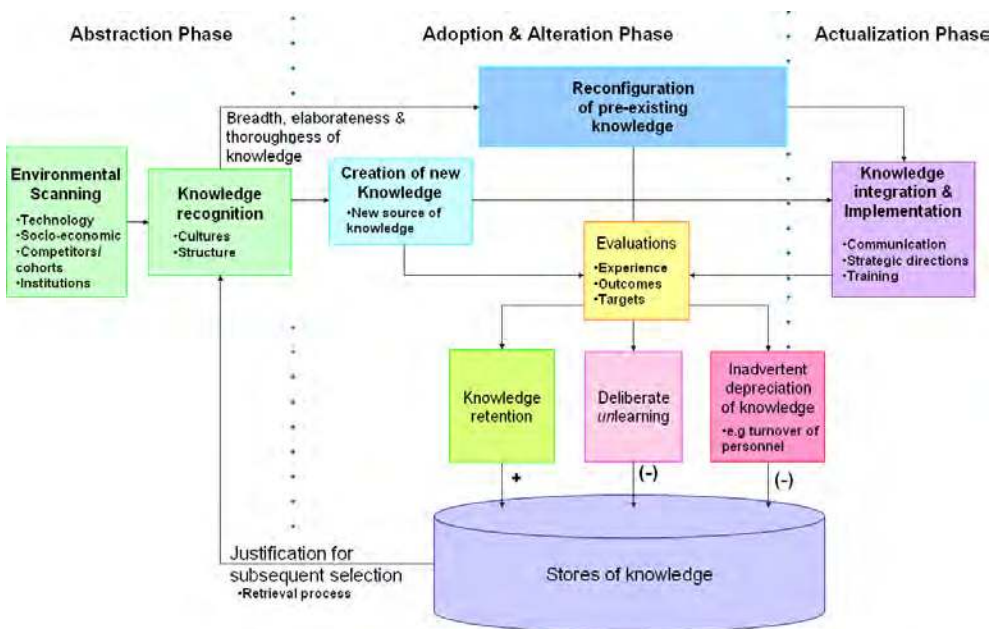 Abstraction Phase
Adoption & Alteration Phase
Actualization Phase
Reconfiguration
of pre-existing
knowledge
Breadth, elaborateness &
thoroughness of
knowledge
Environmental
Scanning
•Technology
•Socio-economic
•Competitors/
cohorts
•Institutions
Knowledge
recognition
•Cultures
•Structure
Creation of new
Knowledge
•New source of
knowledge
Knowledge
integration &
Implementation
•Communication
•Strategic directions
•Training
Evaluations
•Experience
•Outcomes
•Targets
Knowledge
retention
Deliberate
unlearning
Inadvertent
depreciation
of knowledge
•e.g turnover of
personnel
+
(-)
(-)
Justification for
subsequent selection
•Retrieval process
Stores of knowledge